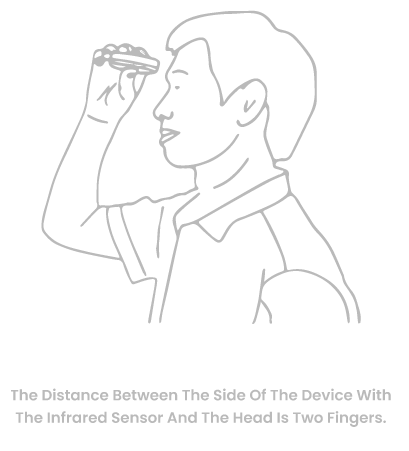 The Distance Between The Side Of The Device With
The Infrared Sensor And The Head Is Two Fingers.